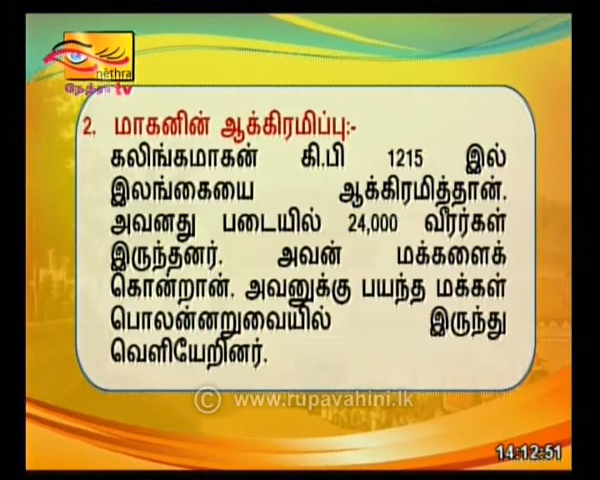 nethra
நேத்ரா tv
2. மாகனின் ஆக்கிரமிப்பு:-
கலிங்கமாகன் கி.பி 1215 இல்
இலங்கையை ஆக்கிரமித்தான்.
அவனது படையில் 24,000 வீரர்கள்
இருந்தனர். அவன் மக்களைக்
கொன்றான். அவனுக்கு பயந்த மக்கள்
பொலன்னறுவையில் இருந்து
வெளியேறினர்.
© www.rupavahini.lk
14:12:51